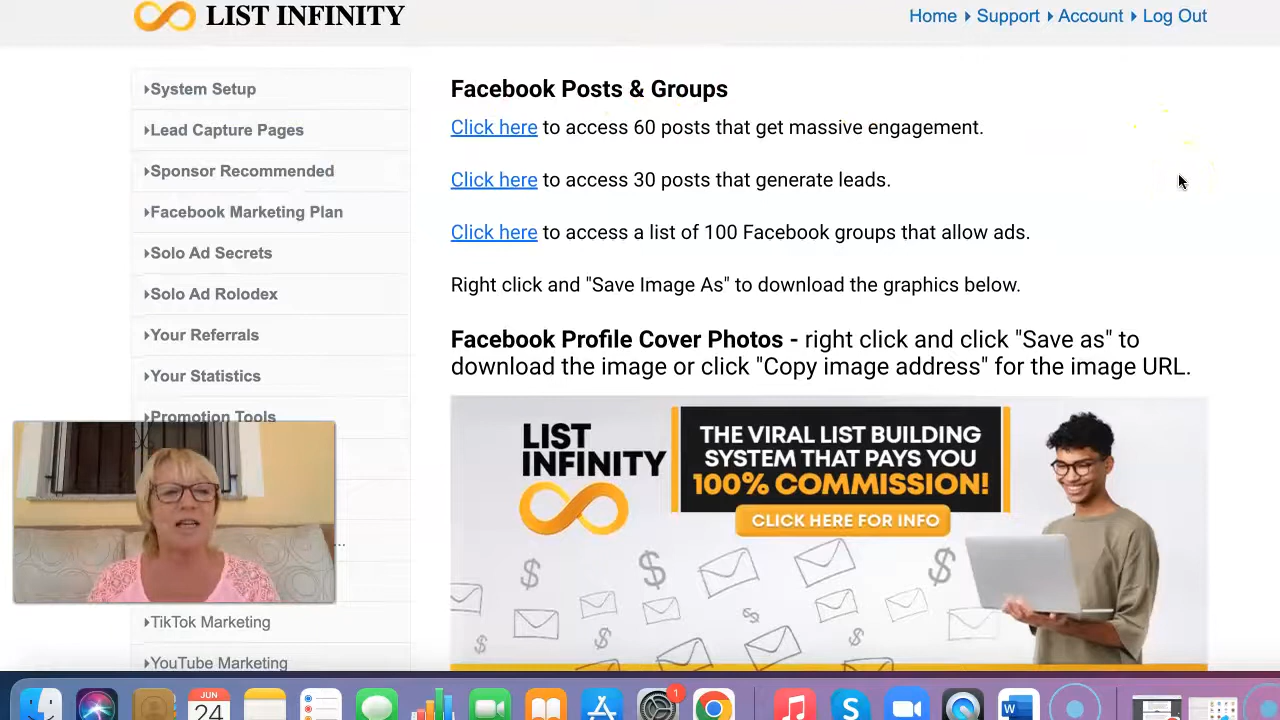 LIST INFINITY
Home Support Account Log Out
System Setup
Lead Capture Pages
Sponsor Recommended
Facebook Marketing Plan
Solo Ad Secrets
Solo Ad Rolodex
Your Referrals
Your Statistics
Promotion Tools
...
TikTok Marketing
YouTube Marketing
Facebook Posts & Groups
Click here to access 60 posts that get massive engagement.
Click here to access 30 posts that generate leads.
Click here to access a list of 100 Facebook groups that allow ads.
Right click and "Save Image As" to download the graphics below.
Facebook Profile Cover Photos - right click and click "Save as" to
download the image or click "Copy image address" for the image URL.
LIST
INFINITY
THE VIRAL LIST BUILDING
SYSTEM THAT PAYS YOU
100% COMMISSION!
CLICK HERE FOR INFO
JUN
24
1
S
W